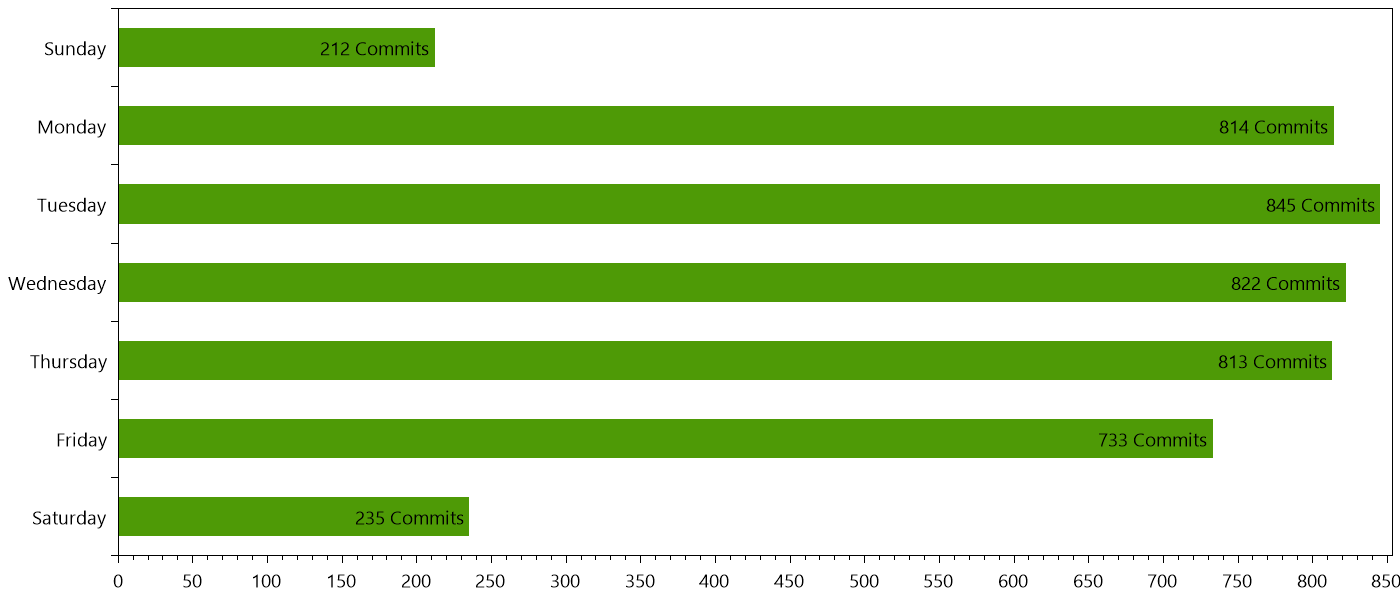 Sunday 212 Commits
Monday 814 Commits
Tuesday 845 Commits
Wednesday 822 Commits
Thursday 813 Commits
Friday 733 Commits
Saturday 235 Commits
0 50 100 150 200 250 300 350 400 450 500 550 600 650 700 750 800 850